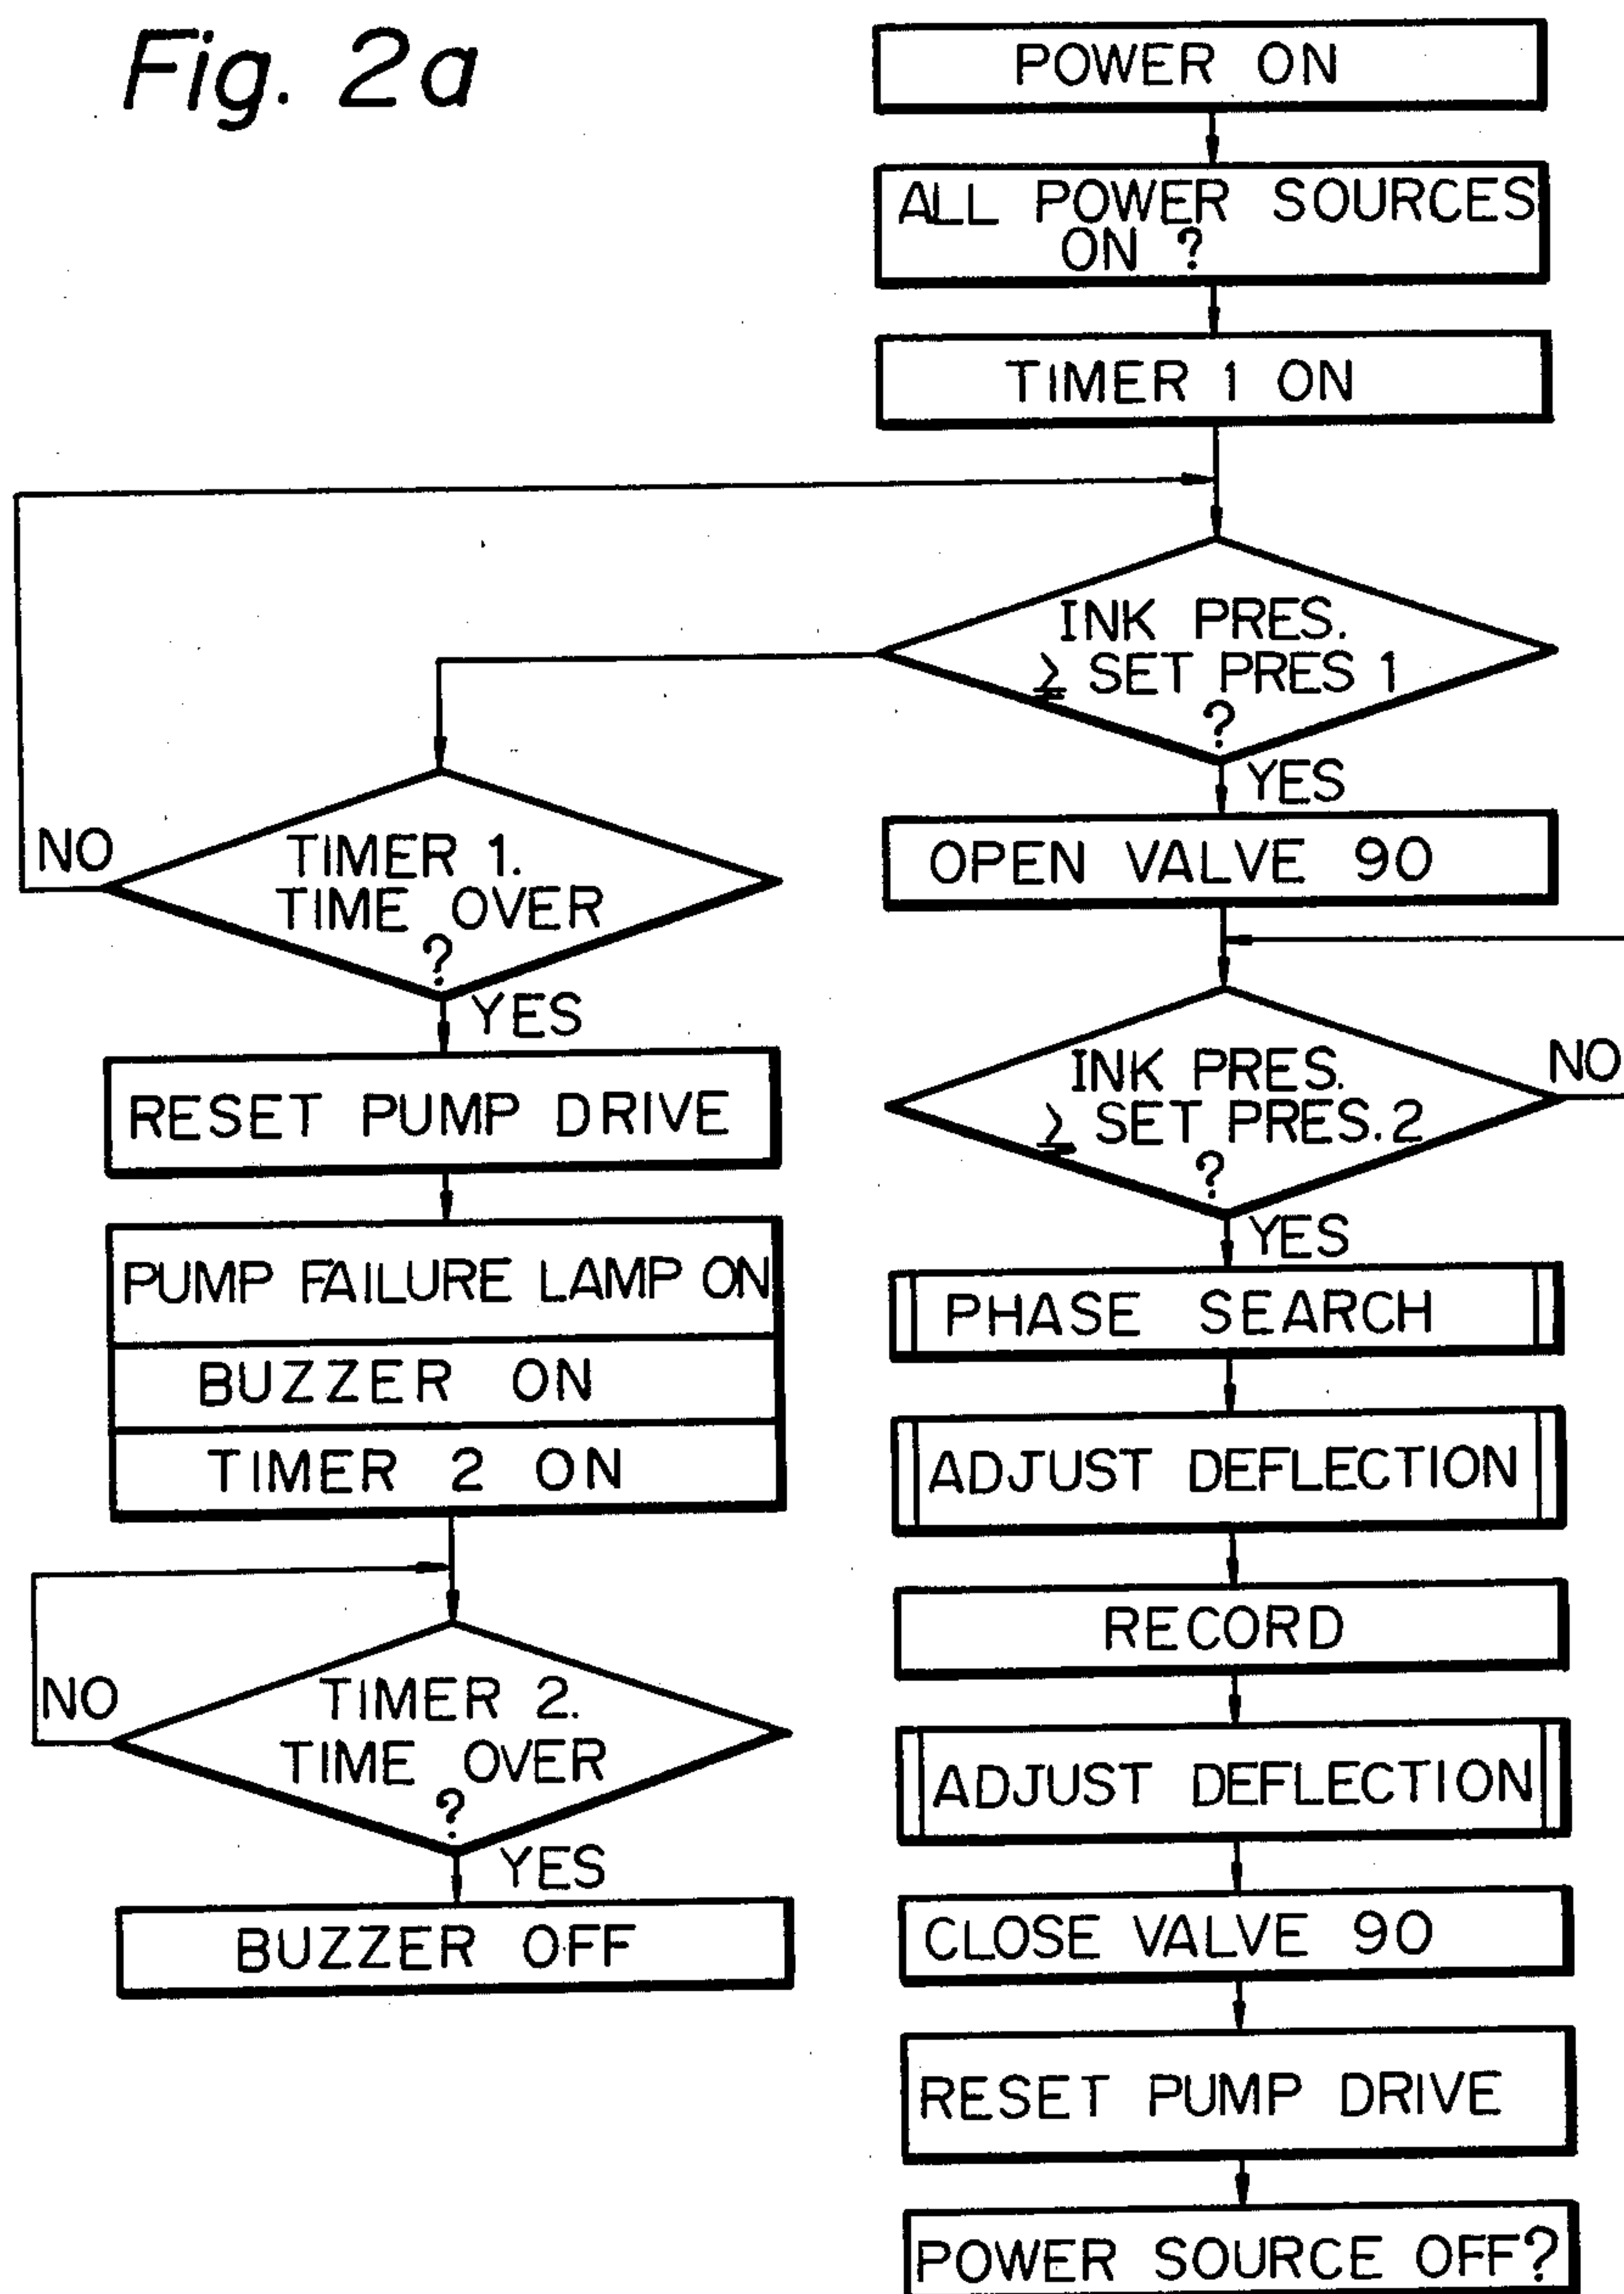 Fig. 2a
POWER ON
ALL POWER SOURCES
ON ?
TIMER 1 ON
INK PRES.
≧ SET PRES 1
?
YES
OPEN VALVE 90
INK PRES.
≧ SET PRES. 2
?
NO
YES
PHASE SEARCH
ADJUST DEFLECTION
RECORD
ADJUST DEFLECTION
CLOSE VALVE 90
RESET PUMP DRIVE
POWER SOURCE OFF?
TIMER 1.
TIME OVER
?
NO
YES
RESET PUMP DRIVE
PUMP FAILURE LAMP ON
BUZZER ON
TIMER 2 ON
TIMER 2.
TIME OVER
?
NO
YES
BUZZER OFF